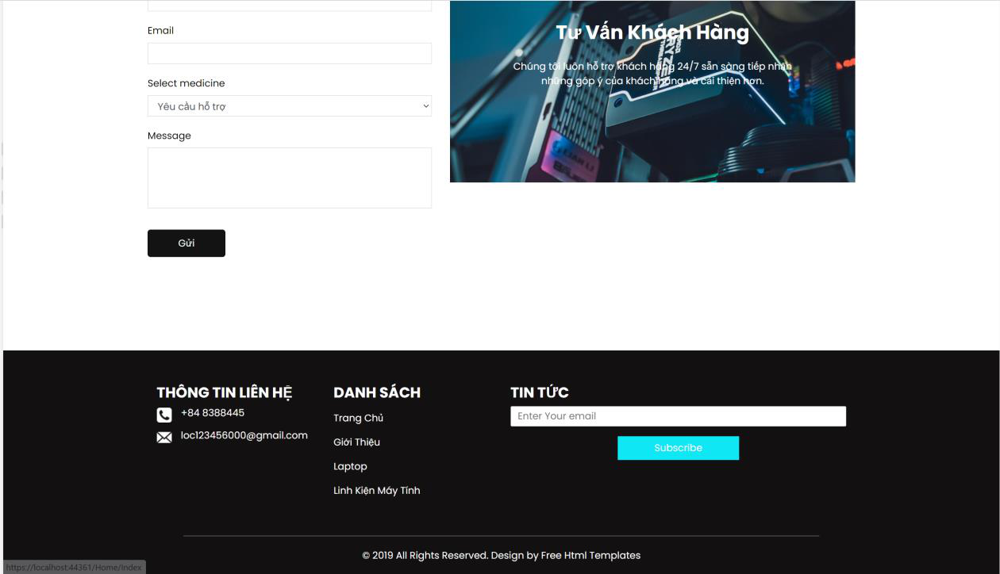 Email
Select medicine
Yêu cầu hỗ trợ
Message
Gửi
Tư Vấn Khách Hàng
Chúng tôi luôn hỗ trợ khách hàng 24/7 sẵn sàng tiếp nhận
những góp ý của khách hàng và cải thiện hơn.
RYZEN
LIAN LI
THÔNG TIN LIÊN HỆ
+84 8388445
loc123456000@gmail.com
DANH SÁCH
Trang Chủ
Giới Thiệu
Laptop
Linh Kiện Máy Tính
TIN TỨC
Enter Your email
Subscribe
© 2019 All Rights Reserved. Design by Free Html Templates
https://localhost:44361/Home/Index